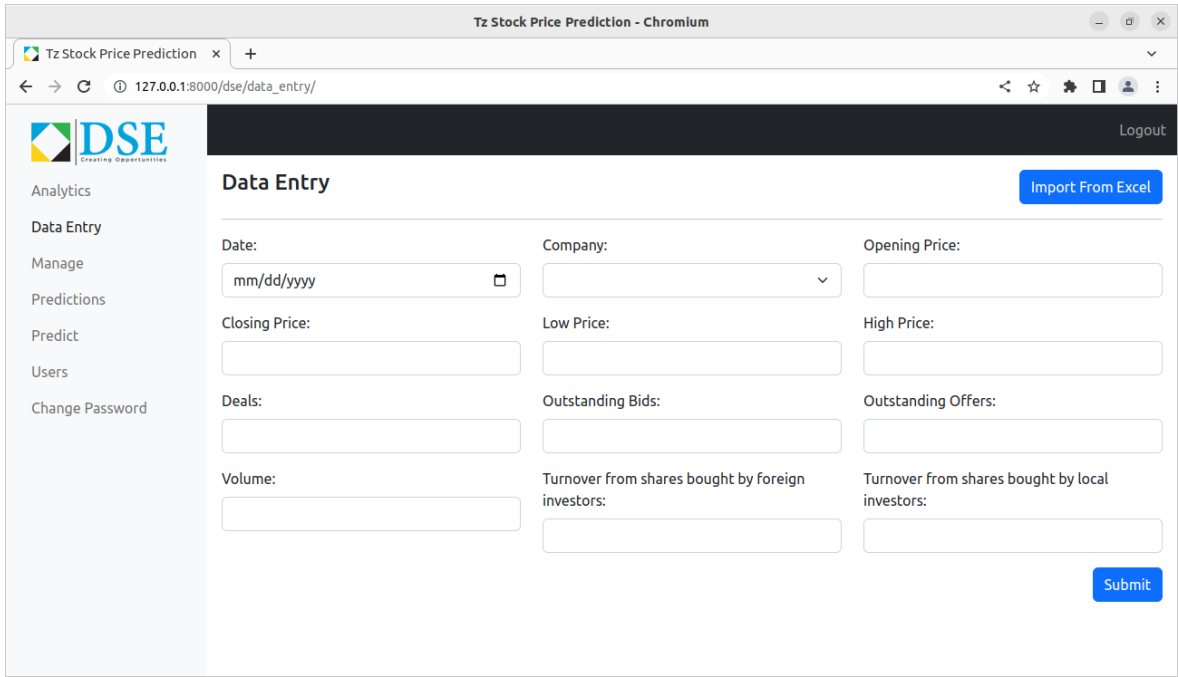 Tz Stock Price Prediction - Chromium
Tz Stock Price Prediction
127.0.0.1:8000/dse/data_entry/
DSE
Creating Opportunities
Logout
Analytics
Data Entry
Manage
Predictions
Predict
Users
Change Password
Data Entry
Import From Excel
Date: Company: Opening Price:
mm/dd/yyyy
Closing Price: Low Price: High Price:
Deals: Outstanding Bids: Outstanding Offers:
Volume:
Turnover from shares bought by foreign
investors:
Turnover from shares bought by local
investors:
Submit